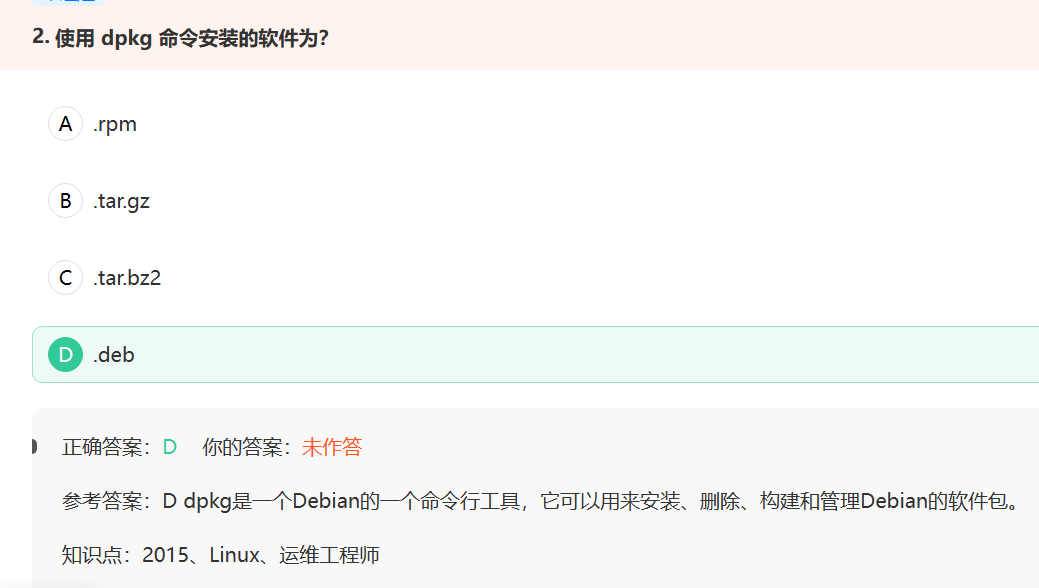 2. 使用 dpkg 命令安装的软件为?
A .rpm
B .tar.gz
C .tar.bz2
D .deb
正确答案：D 你的答案：未作答
参考答案：D dpkg是一个Debian的一个命令行工具，它可以用来安装、删除、构建和管理Debian的软件包。
知识点：2015、Linux、运维工程师